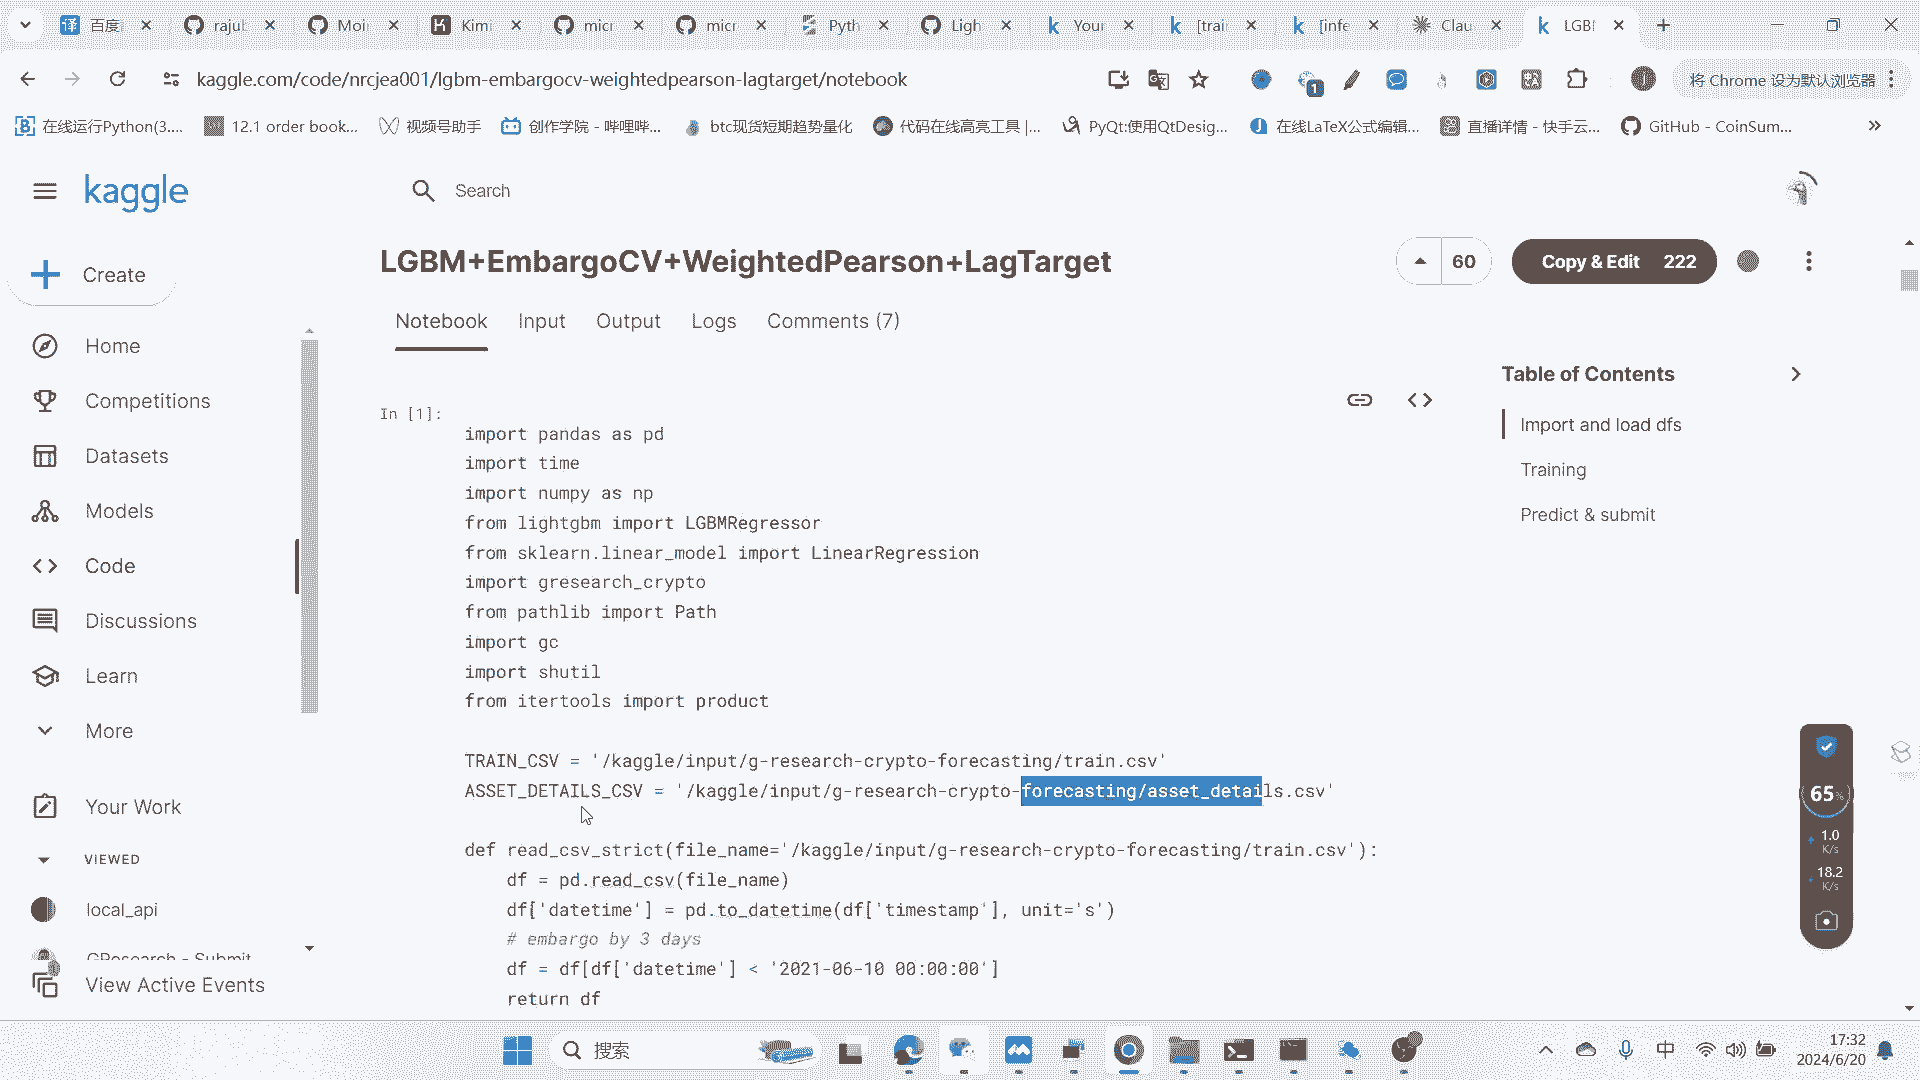 百度
rajub
Moi
Kimi
micr
micr
Pyth
Ligh
Your
[trai
[infe
Clau
LGB
kaggle.com/code/nrcjea001/lgbm-embargocv-weightedpearson-lagtarget/notebook
将 Chrome 设为默认浏览器
在线运行Python(3....
12.1 order book...
视频号助手
创作学院 - 哔哩哔...
btc现货短期趋势量化
代码在线高亮工具 |...
PyQt:使用QtDesig...
在线LaTeX公式编辑...
直播详情 - 快手云...
GitHub - CoinSum...
kaggle
Search
LGBM+EmbargoCV+WeightedPearson+LagTarget
60
Copy & Edit 222
Create
Notebook
Input
Output
Logs
Comments (7)
Home
Competitions
Datasets
Models
Code
Discussions
Learn
More
Your Work
VIEWED
local_api
GResearch - Submit
View Active Events
Table of Contents
Import and load dfs
Training
Predict & submit
In [1]:
import pandas as pd
import time
import numpy as np
from lightgbm import LGBMRegressor
from sklearn.linear_model import LinearRegression
import gresearch_crypto
from pathlib import Path
import gc
import shutil
from itertools import product
TRAIN_CSV = '/kaggle/input/g-research-crypto-forecasting/train.csv'
ASSET_DETAILS_CSV = '/kaggle/input/g-research-crypto-forecasting/asset_details.csv'
def read_csv_strict(file_name='/kaggle/input/g-research-crypto-forecasting/train.csv'):
df = pd.read_csv(file_name)
df['datetime'] = pd.to_datetime(df['timestamp'], unit='s')
# embargo by 3 days
df = df[df['datetime'] < '2021-06-10 00:00:00']
return df
65%
1.0
K/s
18.2
K/s
搜索
中
17:32
2024/6/20